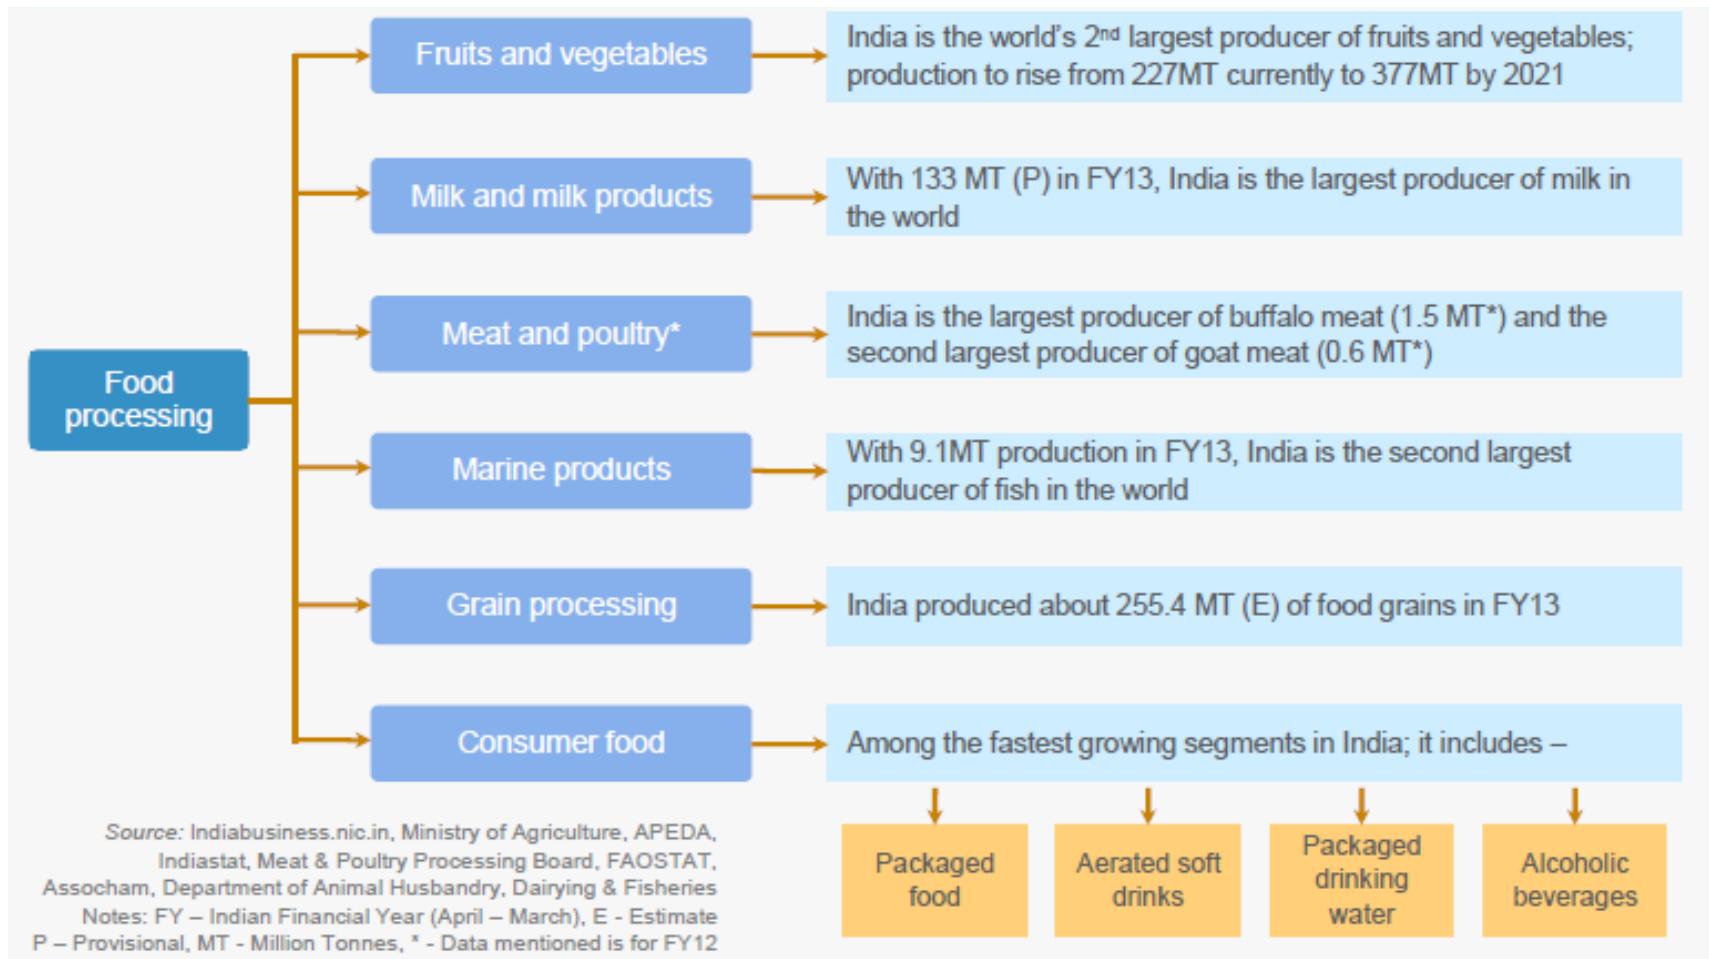 Food
processing
Fruits and vegetables
India is the world’s 2nd largest producer of fruits and vegetables;
production to rise from 227MT currently to 377MT by 2021
Milk and milk products
With 133 MT (P) in FY13, India is the largest producer of milk in
the world
Meat and poultry*
India is the largest producer of buffalo meat (1.5 MT*) and the
second largest producer of goat meat (0.6 MT*)
Marine products
With 9.1MT production in FY13, India is the second largest
producer of fish in the world
Grain processing
India produced about 255.4 MT (E) of food grains in FY13
Consumer food
Among the fastest growing segments in India; it includes –
Packaged
food
Aerated soft
drinks
Packaged
drinking
water
Alcoholic
beverages
Source: Indiabusiness.nic.in, Ministry of Agriculture, APEDA,
Indiastat, Meat & Poultry Processing Board, FAOSTAT,
Assocham, Department of Animal Husbandry, Dairying & Fisheries
Notes: FY – Indian Financial Year (April – March), E - Estimate
P – Provisional, MT - Million Tonnes, * - Data mentioned is for FY12